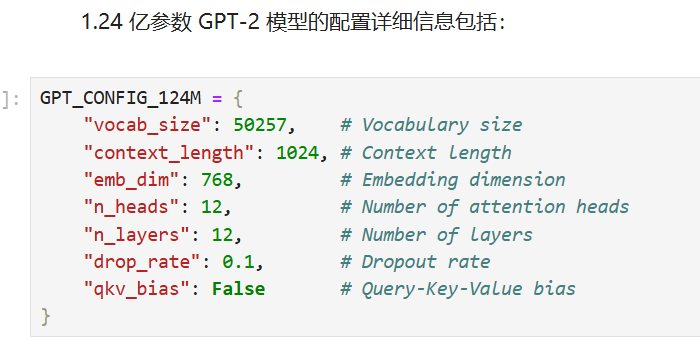 1.24 亿参数 GPT-2 模型的配置详细信息包括：
]: GPT_CONFIG_124M = {
"vocab_size": 50257, # Vocabulary size
"context_length": 1024, # Context length
"emb_dim": 768, # Embedding dimension
"n_heads": 12, # Number of attention heads
"n_layers": 12, # Number of layers
"drop_rate": 0.1, # Dropout rate
"qkv_bias": False # Query-Key-Value bias
}